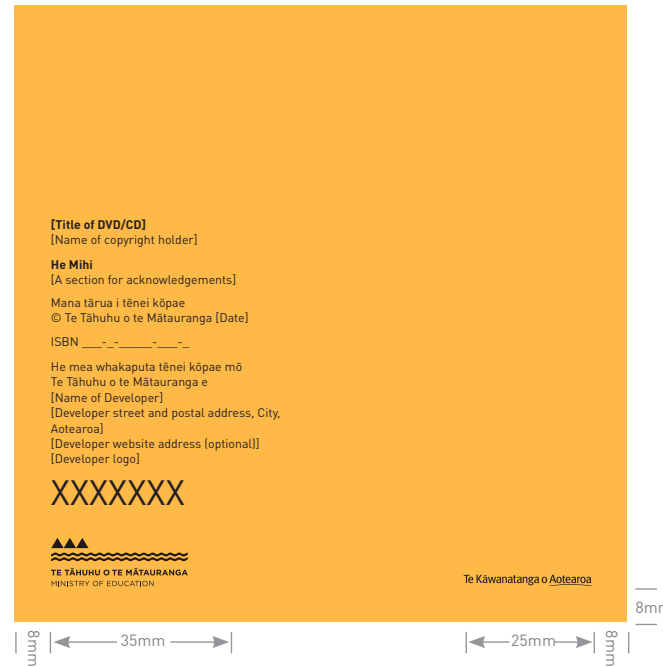 [Title of DVD/CD]
[Name of copyright holder]
He Mihi
[A section for acknowledgements]
Mana tārua i tēnei kōpae
© Te Tāhuhu o te Mātauranga [Date]
ISBN ___-_-_____-___-_
He mea whakaputa tēnei kōpae mō
Te Tāhuhu o te Mātauranga e
[Name of Developer]
[Developer street and postal address, City,
Aotearoa]
[Developer website address (optional)]
[Developer logo]
XXXXXXX
TE TĀHUHU O TE MĀTAURANGA
MINISTRY OF EDUCATION
Te Kāwanatanga o Aotearoa
8mm
8mm
35mm
25mm
8mm